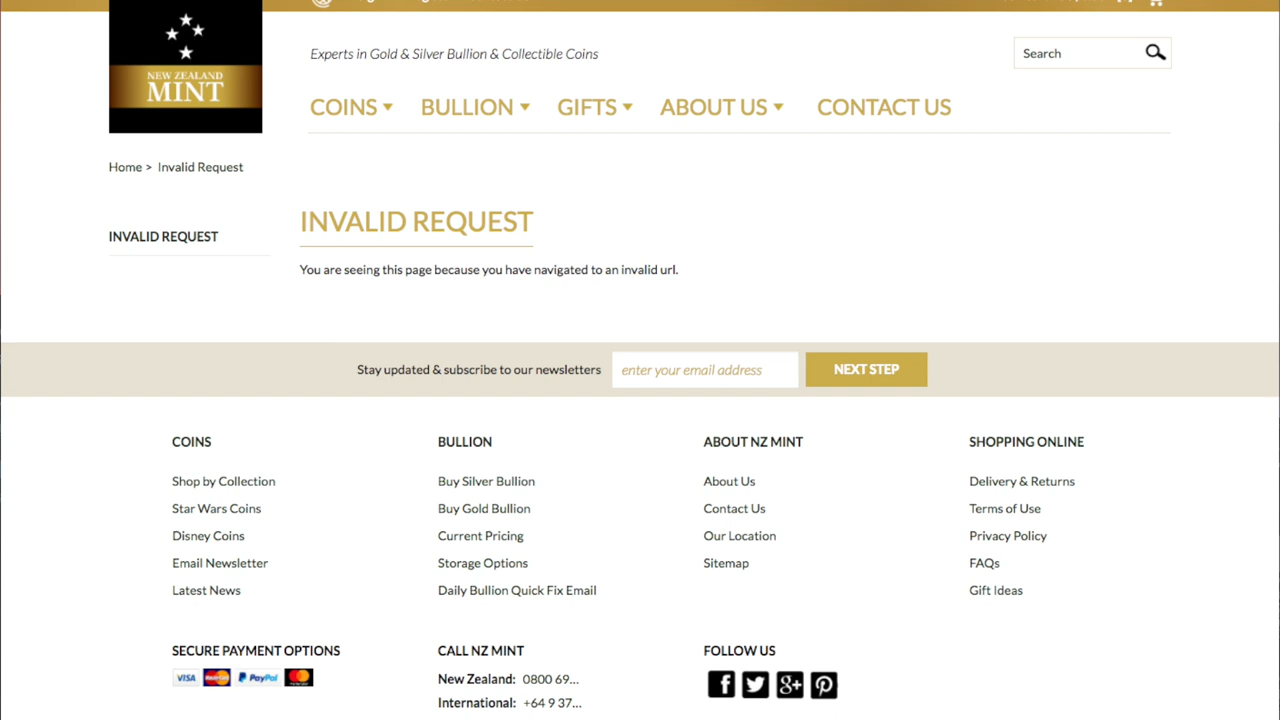 NEW ZEALAND
MINT
Experts in Gold & Silver Bullion & Collectible Coins
Search
COINS
BULLION
GIFTS
ABOUT US
CONTACT US
Home > Invalid Request
INVALID REQUEST
INVALID REQUEST
You are seeing this page because you have navigated to an invalid url.
Stay updated & subscribe to our newsletters
enter your email address
NEXT STEP
COINS
Shop by Collection
Star Wars Coins
Disney Coins
Email Newsletter
Latest News
BULLION
Buy Silver Bullion
Buy Gold Bullion
Current Pricing
Storage Options
Daily Bullion Quick Fix Email
ABOUT NZ MINT
About Us
Contact Us
Our Location
Sitemap
SHOPPING ONLINE
Delivery & Returns
Terms of Use
Privacy Policy
FAQs
Gift Ideas
SECURE PAYMENT OPTIONS
VISA
PayPal
CALL NZ MINT
New Zealand: 0800 69...
International: +64 9 37...
FOLLOW US